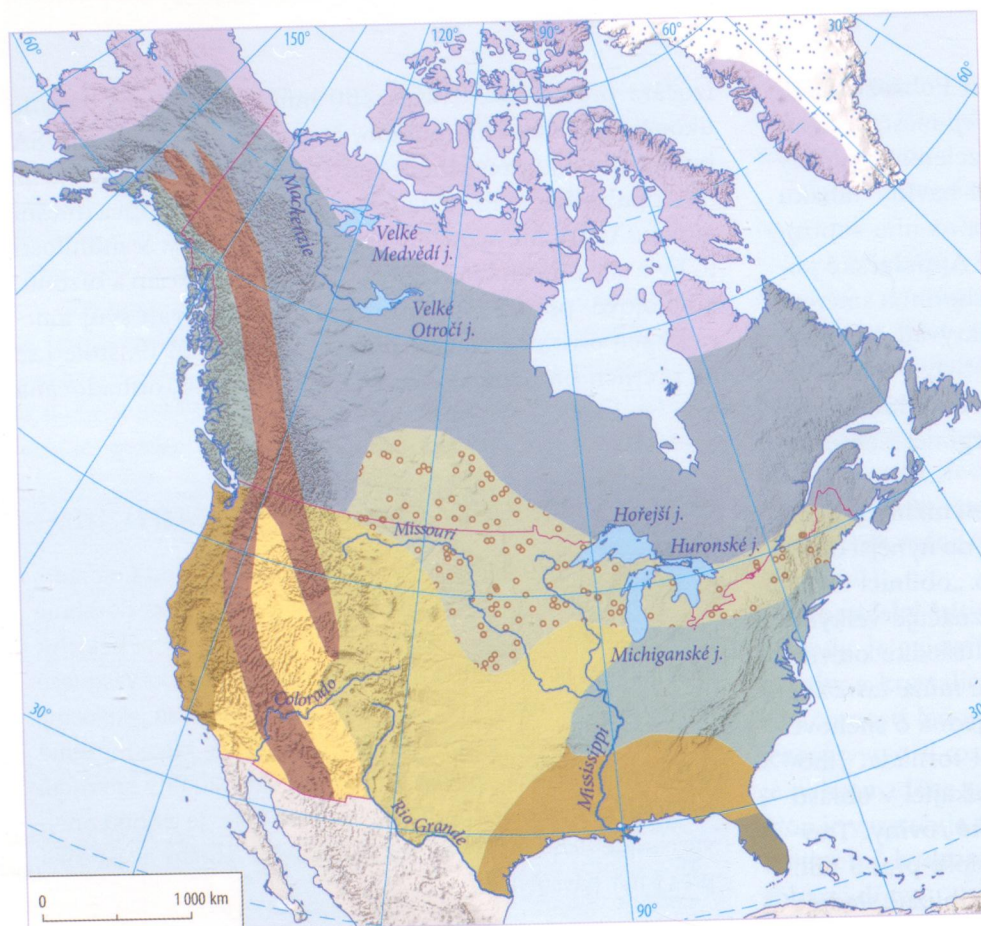 60°
150°
120°
90°
60
30°
60°
Mackenzie
Velké
Medvědí j.
Velké
Otročí j.
Missouri
Hořejší j.
Huronské j.
Michiganské j.
Colorado
30°
Mississippi
Rio Grande
90°
0
1 000 km